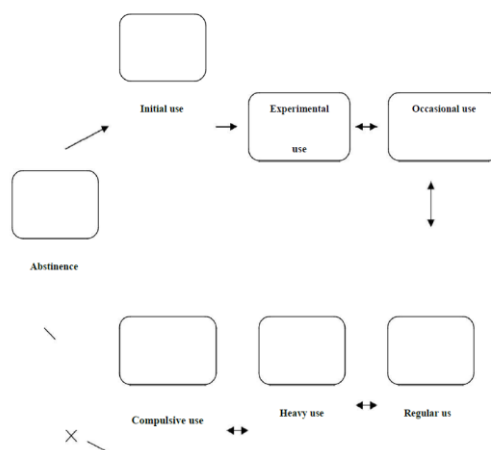 Initial use
Experimental
use
Occasional use
Abstinence
Compulsive use
Heavy use
Regular us